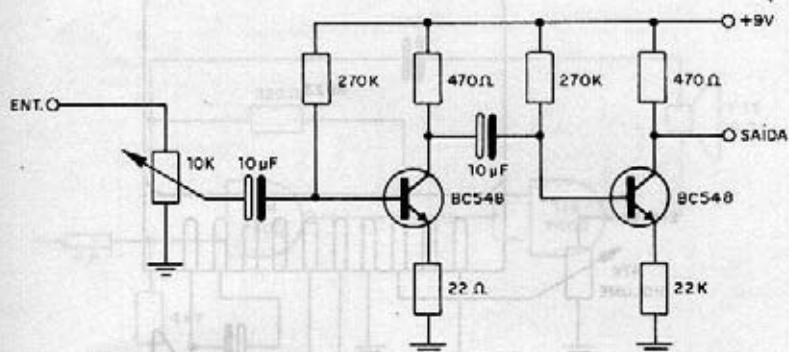 +9V
270K
470Ω
270K
470Ω
ENT.
SAÍDA
10K
10µF
10µF
BC548
BC548
22Ω
22K